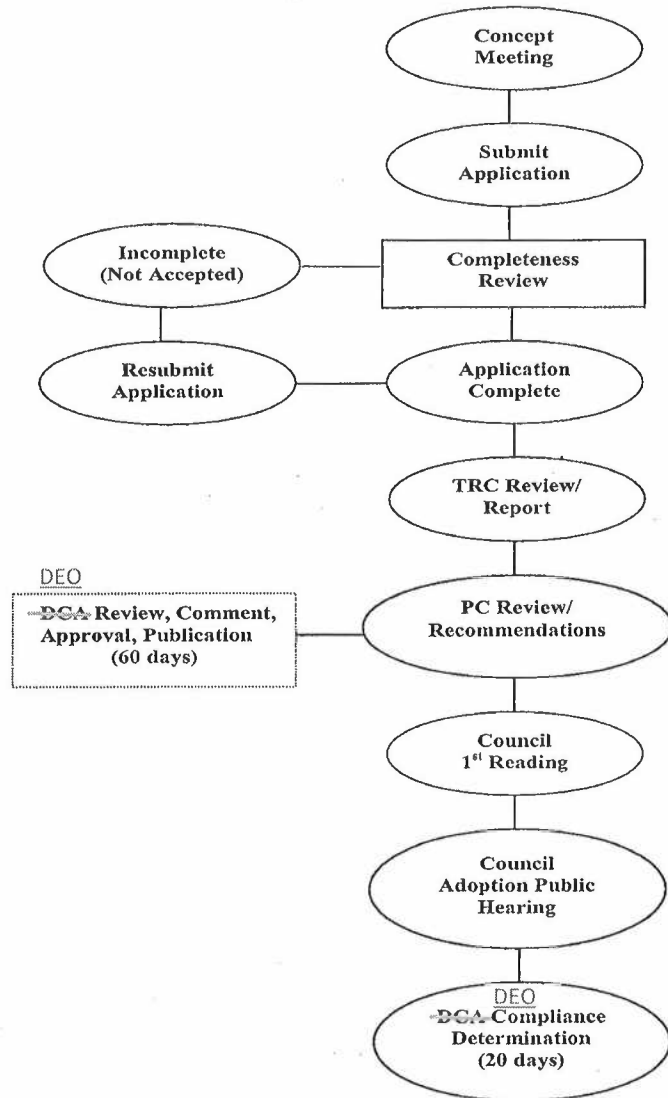 Concept
Meeting
Submit
Application
Incomplete
(Not Accepted)
Completeness
Review
Resubmit
Application
Application
Complete
TRC Review/
Report
DEO
DCA Review, Comment,
Approval, Publication
(60 days)
PC Review/
Recommendations
Council
1st Reading
Council
Adoption Public
Hearing
DEO
DCA Compliance
Determination
(20 days)